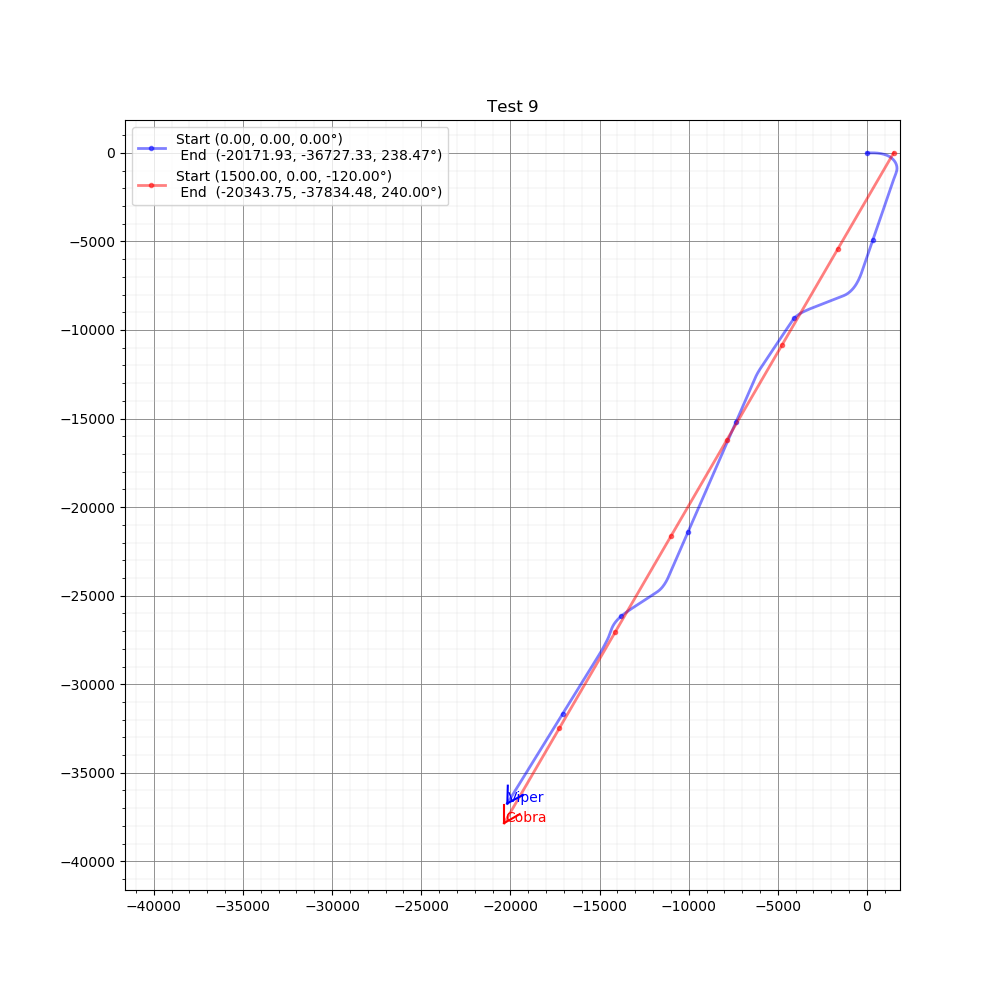 Test 9
Start (0.00, 0.00, 0.00°)
End (-20171.93, -36727.33, 238.47°)
Start (1500.00, 0.00, -120.00°)
End (-20343.75, -37834.48, 240.00°)
0
−5000
−10000
−15000
−20000
−25000
−30000
−35000
−40000
Viper
Cobra
−40000 −35000 −30000 −25000 −20000 −15000 −10000 −5000 0